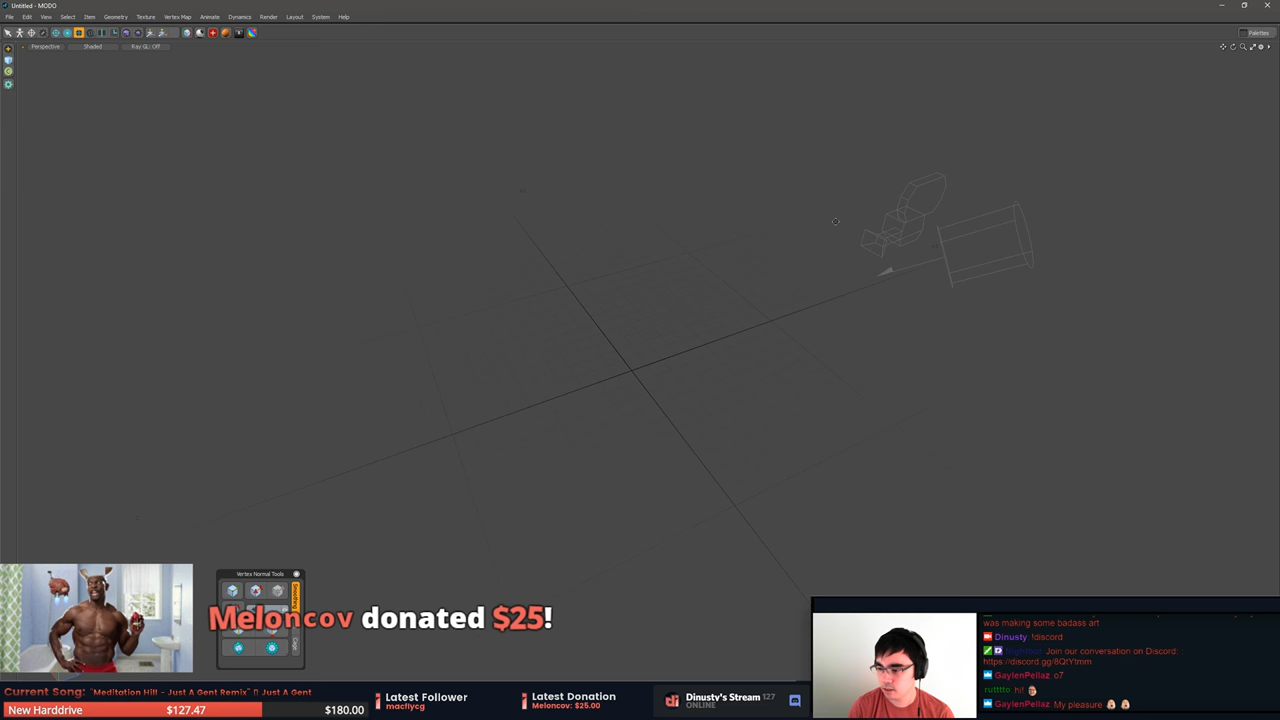 Untitled - MODO
File Edit View Select Item Geometry Texture Vertex Map Animate Dynamics Render Layout System Help
Palettes
Perspective Shaded Ray GL: Off
Vertex Normal Tools
Meloncov donated $25!
was making some badass art
Dinusty: !discord
Nightbot: Join our conversation on Discord: :
https://discord.gg/8QtYtmm
GaylenPellaz: o7
rutttto: hi!
GaylenPellaz: My pleasure
Current Song: "Meditation Hill - Just A Gent Remix" Just A Gent
New Harddrive $127.47 $180.00
Latest Follower
macflycg
Latest Donation
Meloncov: $25.00
Dinusty's Stream 127
ONLINE